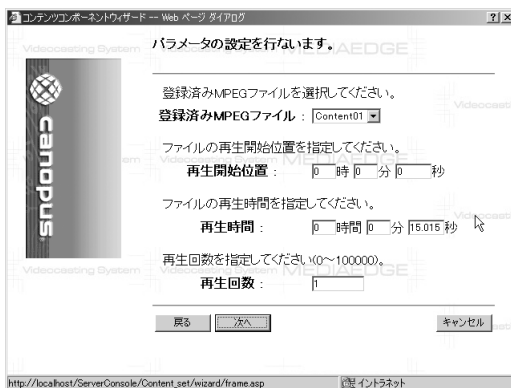 コンテンツコンポーネントウィザード -- Web ページ ダイアログ
パラメータの設定を行ないます。
canopus
登録済みMPEGファイルを選択してください。
登録済みMPEGファイル： Content01
ファイルの再生開始位置を指定してください。
再生開始位置： 0 時 0 分 0 秒
ファイルの再生時間を指定してください。
再生時間： 0 時間 0 分 15.015 秒
再生回数を指定してください(0～100000)。
再生回数： 1
戻る 次へ キャンセル
http://localhost/ServerConsole/Content_set/wizard/frame.asp イントラネット
Videocasting System MEDIAEDGE